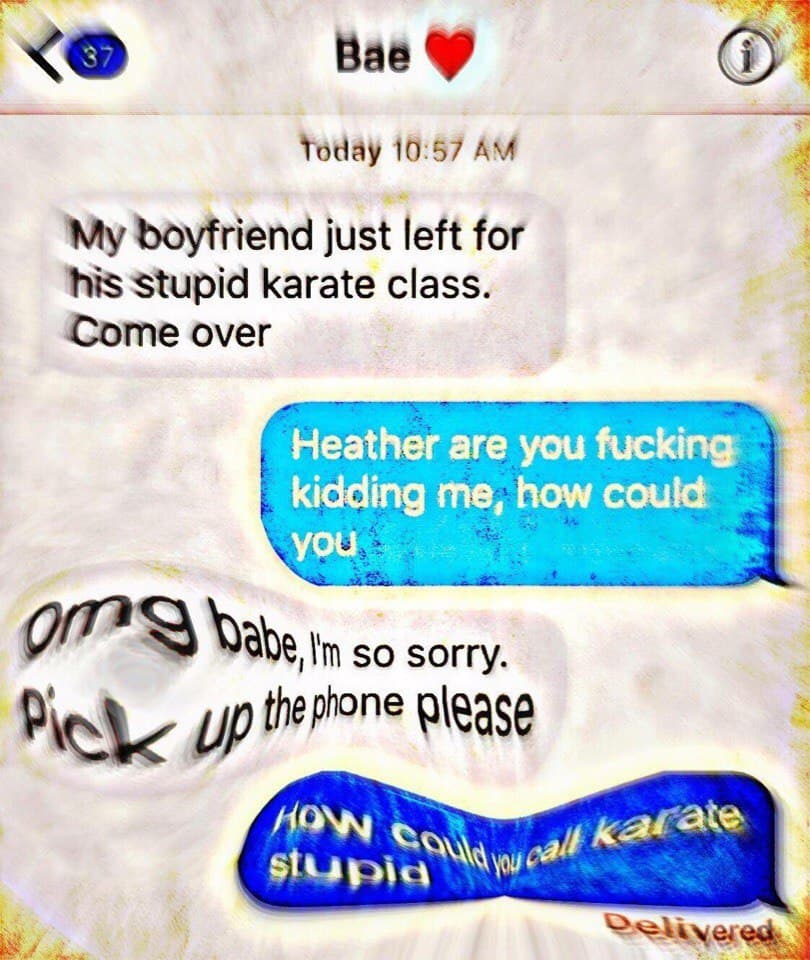 37
Bae ❤️
Today 10:57 AM
My boyfriend just left for
his stupid karate class.
Come over
Heather are you fucking
kidding me, how could
you
omg babe, I'm so sorry.
Pick up the phone please
How could you call karate
stupid
Delivered